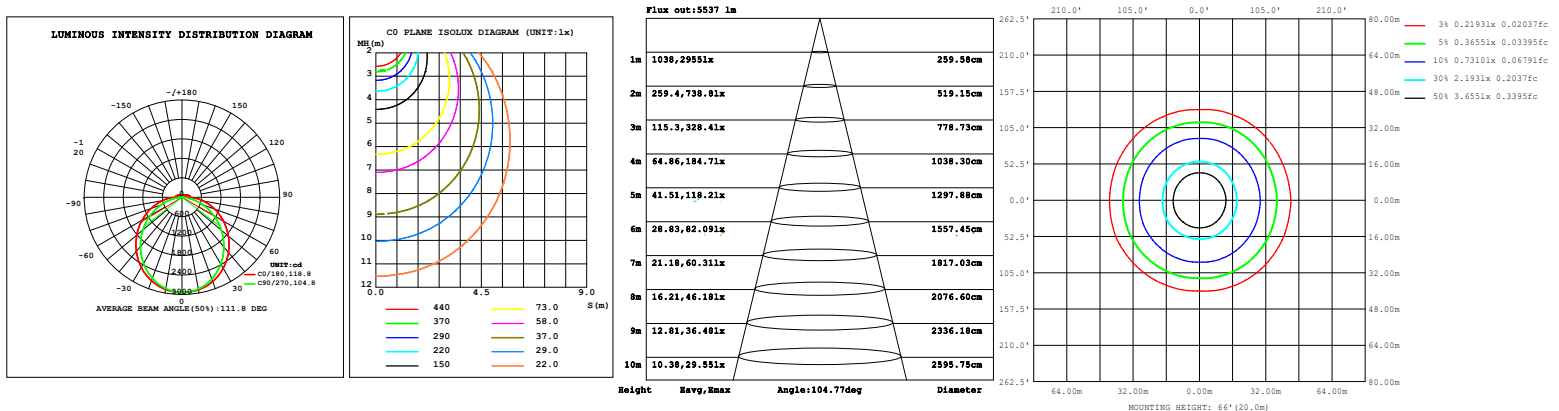 LUMINOUS INTENSITY DISTRIBUTION DIAGRAM
-/+180
-150
150
-1
20
120
-90
90
-60
60
-30
30
0
0
600
1200
1800
2400
3000
UNIT:cd
C0/180,118.8
C90/270,104.8
AVERAGE BEAM ANGLE(50%):111.8 DEG
C0 PLANE ISOLUX DIAGRAM (UNIT:lx)
MH(m)
2
3
4
5
6
7
8
9
10
11
12
0.0
4.5
9.0
S(m)
440
73.0
370
58.0
290
37.0
220
29.0
150
22.0
Flux out:5537 lm
1m 1038,2955lx 259.58cm
2m 259.4,738.8lx 519.15cm
3m 115.3,328.4lx 778.73cm
4m 64.86,184.7lx 1038.30cm
5m 41.51,118.2lx 1297.88cm
6m 28.83,82.09lx 1557.45cm
7m 21.18,60.31lx 1817.03cm
8m 16.21,46.18lx 2076.60cm
9m 12.81,36.48lx 2336.18cm
10m 10.38,29.55lx 2595.75cm
Height Eavg,Emax Angle:104.77deg Diameter
210.0' 105.0' 0.0' 105.0' 210.0'
262.5' 80.00m
210.0' 64.00m
157.5' 48.00m
105.0' 32.00m
52.5' 16.00m
0.0' 0.00m
52.5' 16.00m
105.0' 32.00m
157.5' 48.00m
210.0' 64.00m
262.5' 80.00m
64.00m 32.00m 0.00m 32.00m 64.00m
MOUNTING HEIGHT: 66'(20.0m)
3% 0.2193lx 0.02037fc
5% 0.3655lx 0.03395fc
10% 0.7310lx 0.06791fc
30% 2.193lx 0.2037fc
50% 3.655lx 0.3395fc